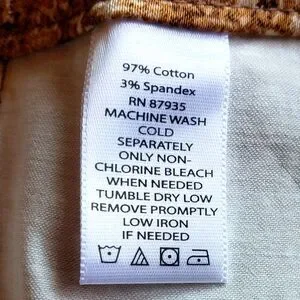 97% Cotton
3% Spandex
RN 87935
MACHINE WASH
COLD
SEPARATELY
ONLY NON-
CHLORINE BLEACH
WHEN NEEDED
TUMBLE DRY LOW
REMOVE PROMPTLY
LOW IRON
IF NEEDED